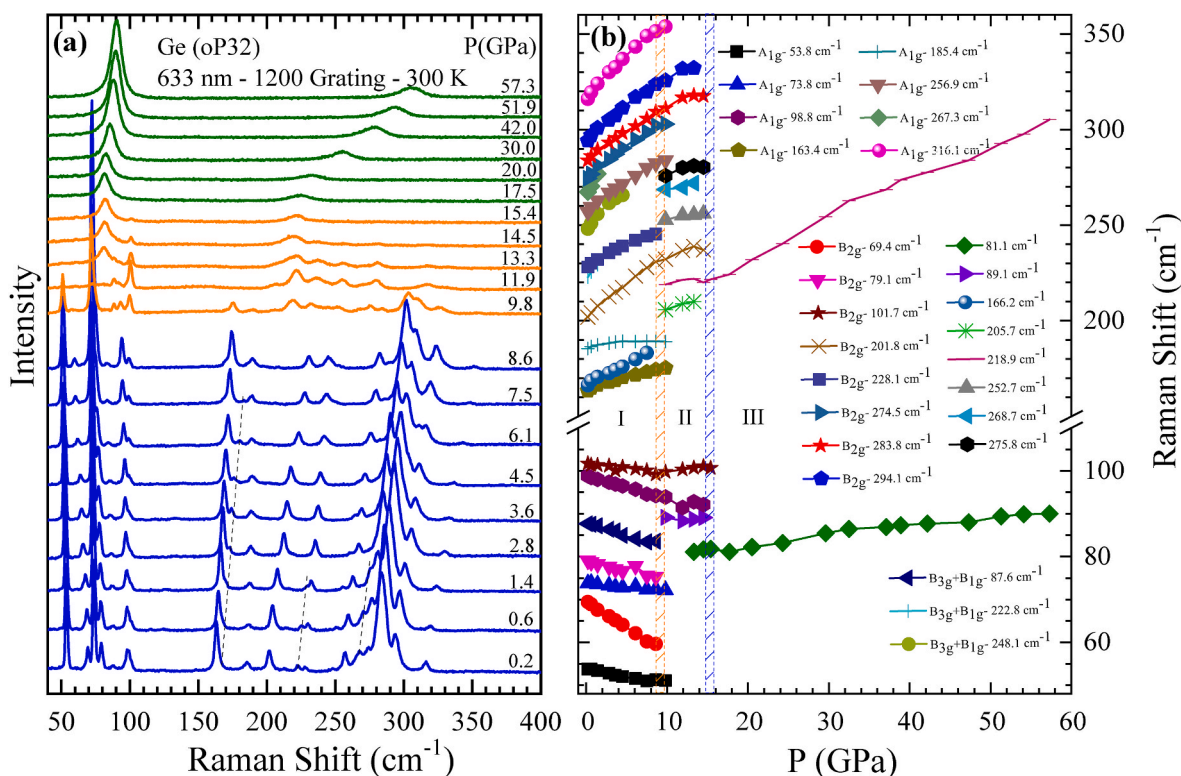 (a)
Ge (oP32)
P(GPa)
633 nm - 1200 Grating - 300 K
57.3
51.9
42.0
30.0
20.0
17.5
15.4
14.5
13.3
11.9
9.8
8.6
7.5
6.1
4.5
3.6
2.8
1.4
0.6
0.2
Intensity
50 100 150 200 250 300 350 400
Raman Shift (cm⁻¹)
(b)
A1g- 53.8 cm⁻¹
A1g- 73.8 cm⁻¹
A1g- 98.8 cm⁻¹
A1g- 163.4 cm⁻¹
A1g- 185.4 cm⁻¹
A1g- 256.9 cm⁻¹
A1g- 267.3 cm⁻¹
A1g- 316.1 cm⁻¹
B2g- 69.4 cm⁻¹
B2g- 79.1 cm⁻¹
B2g- 101.7 cm⁻¹
B2g- 201.8 cm⁻¹
B2g- 228.1 cm⁻¹
B2g- 274.5 cm⁻¹
B2g- 283.8 cm⁻¹
B2g- 294.1 cm⁻¹
81.1 cm⁻¹
89.1 cm⁻¹
166.2 cm⁻¹
205.7 cm⁻¹
218.9 cm⁻¹
252.7 cm⁻¹
268.7 cm⁻¹
275.8 cm⁻¹
I II III
B3g+B1g- 87.6 cm⁻¹
B3g+B1g- 222.8 cm⁻¹
B3g+B1g- 248.1 cm⁻¹
350
300
250
200
100
80
60
Raman Shift (cm⁻¹)
0 10 20 30 40 50 60
P (GPa)